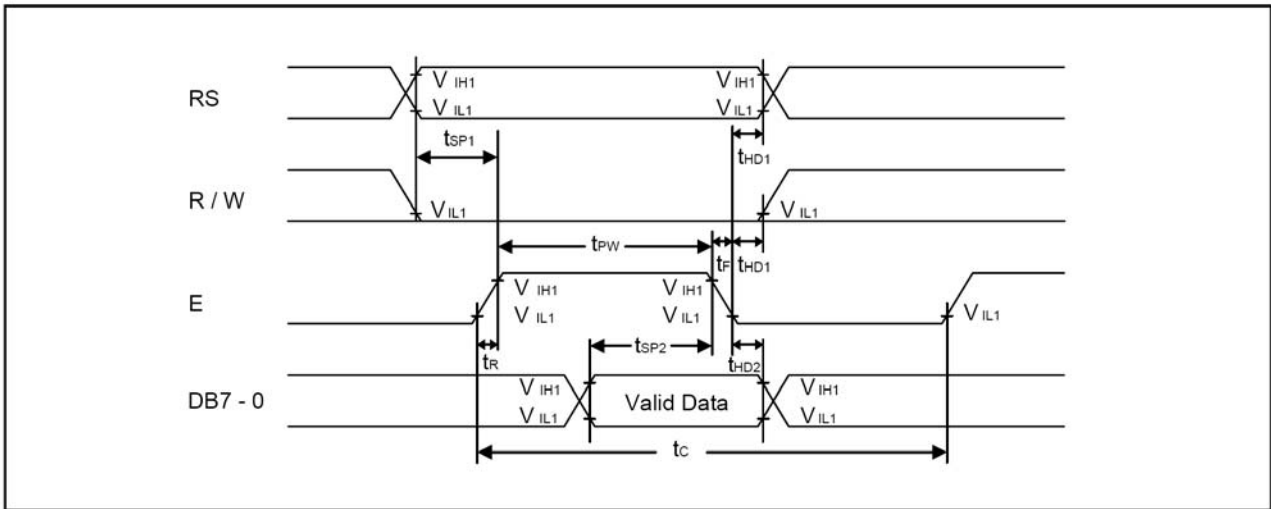 RS
V IH1
V IH1
V IL1
V IL1
tSP1
tHD1
R / W
VIL1
V IL1
tPW
tF
tHD1
E
V IH1
V IH1
V IL1
V IL1
V IL1
tR
tSP2
tHD2
DB7 - 0
V IH1
Valid Data
V IH1
V IL1
V IL1
tC